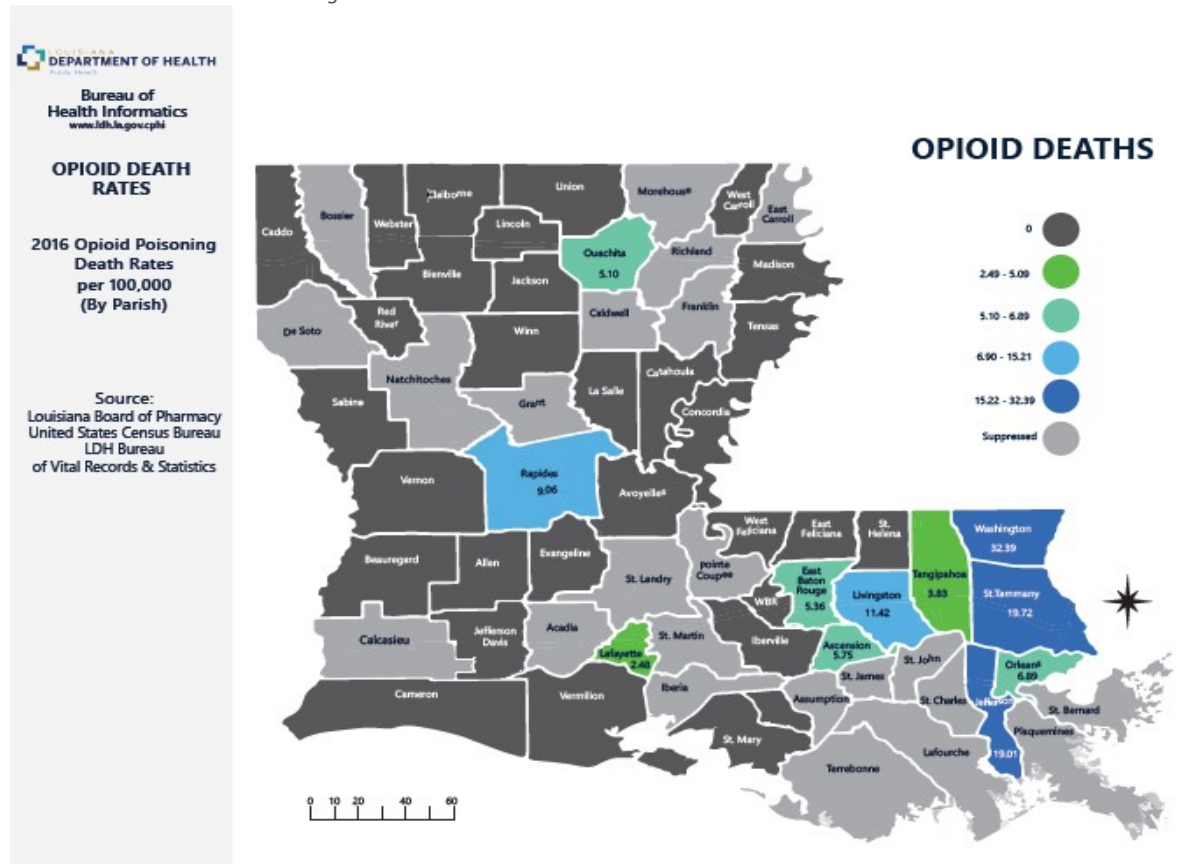 LOUISIANA
DEPARTMENT OF HEALTH
Public Health
Bureau of
Health Informatics
www.ldh.la.gov.cphi
OPIOID DEATH
RATES
2016 Opioid Poisoning
Death Rates
per 100,000
(By Parish)
Source:
Louisiana Board of Pharmacy
United States Census Bureau
LDH Bureau
of Vital Records & Statistics
OPIOID DEATHS
0
2.49 - 5.09
5.10 - 6.89
6.90 - 15.21
15.22 - 32.39
Suppressed
Caddo
Bossier
Webster
Claiborne
Lincoln
Union
Morehouse
West
Carroll
East
Carroll
Ouachita
5.10
Richland
Madison
Bienville
Jackson
Caldwell
Franklin
Tensas
De Soto
Red
River
Winn
Natchitoches
Sabine
Grant
La Salle
Catahoula
Concordia
Vernon
Rapides
9.06
Avoyelles
Beauregard
Allen
Evangeline
St. Landry
Pointe
Coupee
West
Feliciana
East
Feliciana
St.
Helena
Tangipahoa
3.83
Washington
32.39
St.Tammany
19.72
East
Baton
Rouge
5.36
Livingston
11.42
WBR
Calcasieu
Jefferson
Davis
Acadia
Lafayette
2.48
St. Martin
Iberville
Ascension
5.75
St. James
St. John
St. Charles
Jefferson
19.01
Orleans
6.89
St. Bernard
Plaquemines
Cameron
Vermilion
Iberia
St. Mary
Assumption
Terrebonne
Lafourche
0 10 20 40 60